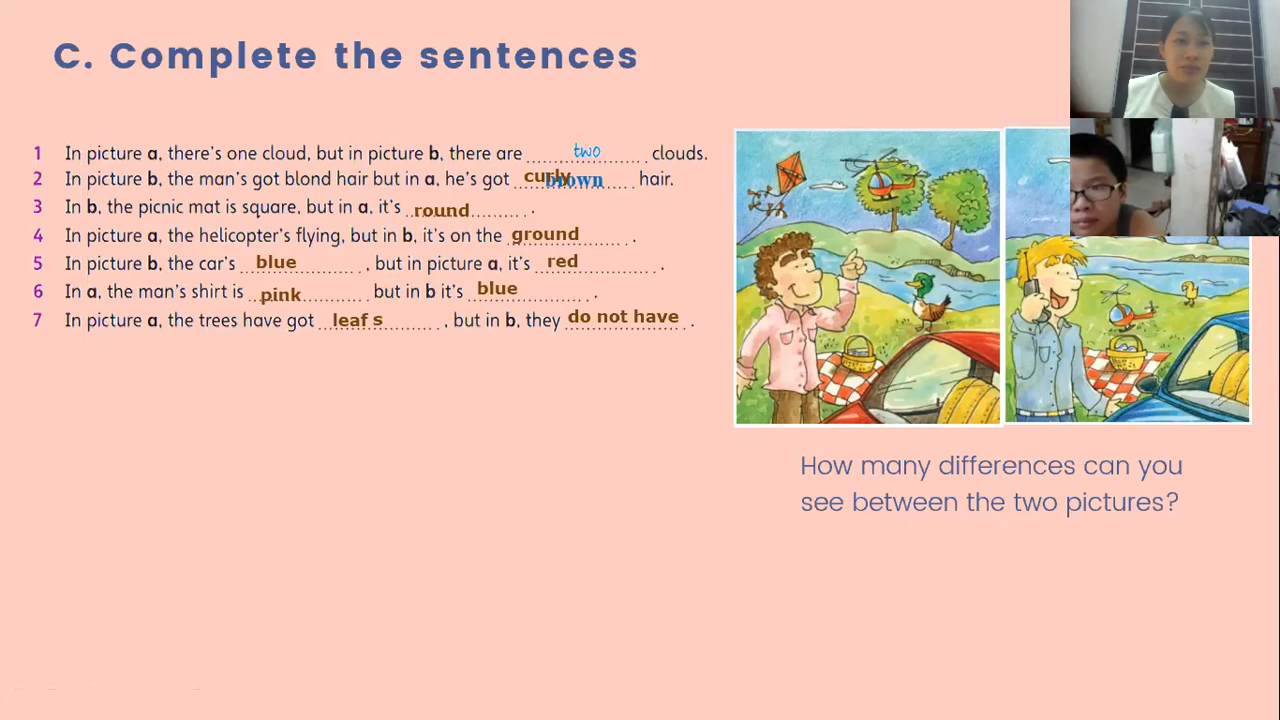 C. Complete the sentences
1 In picture a, there's one cloud, but in picture b, there are two clouds.
2 In picture b, the man's got blond hair but in a, he's got curly brown hair.
3 In b, the picnic mat is square, but in a, it's round.
4 In picture a, the helicopter's flying, but in b, it's on the ground.
5 In picture b, the car's blue, but in picture a, it's red.
6 In a, the man's shirt is pink but in b it's blue.
7 In picture a, the trees have got leaf s, but in b, they do not have.
How many differences can you
see between the two pictures?